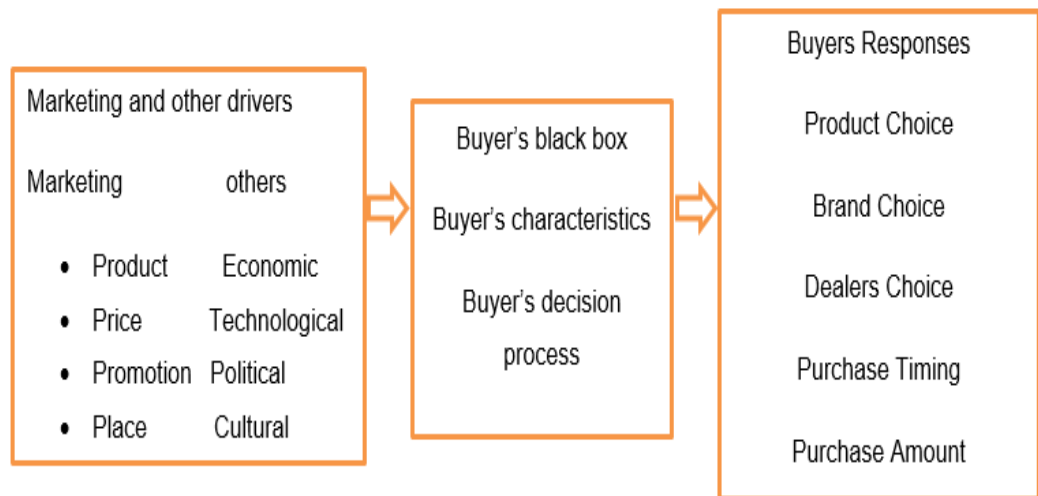 Marketing and other drivers
Marketing others
• Product Economic
• Price Technological
• Promotion Political
• Place Cultural
Buyer's black box
Buyer's characteristics
Buyer's decision
process
Buyers Responses
Product Choice
Brand Choice
Dealers Choice
Purchase Timing
Purchase Amount